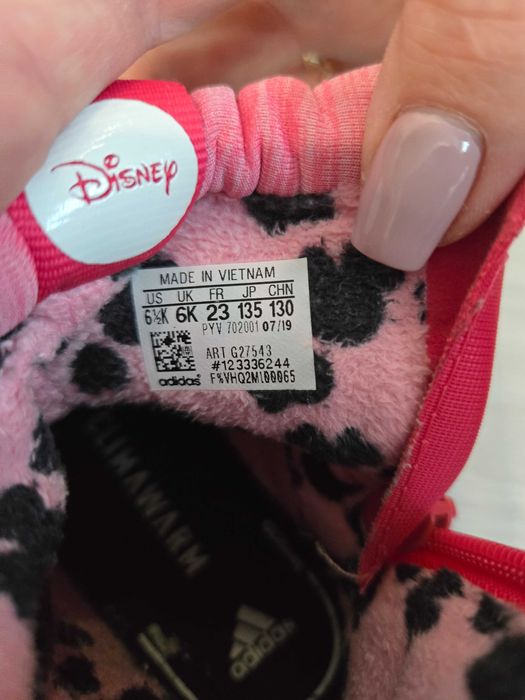 Disney
MADE IN VIETNAM
US UK FR JP CHN
6½K 6K 23 135 130
PYV 702001 07/19
ART G27543
#123336244
adidas F%VHQ2M100065
CLIMAWARM
adidas